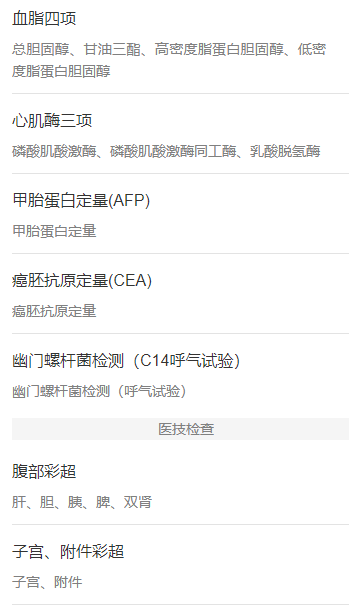 血脂四项
总胆固醇、甘油三酯、高密度脂蛋白胆固醇、低密
度脂蛋白胆固醇
心肌酶三项
磷酸肌酸激酶、磷酸肌酸激酶同工酶、乳酸脱氢酶
甲胎蛋白定量(AFP)
甲胎蛋白定量
癌胚抗原定量(CEA)
癌胚抗原定量
幽门螺杆菌检测（C14呼气试验）
幽门螺杆菌检测（呼气试验）
医技检查
腹部彩超
肝、胆、胰、脾、双肾
子宫、附件彩超
子宫、附件